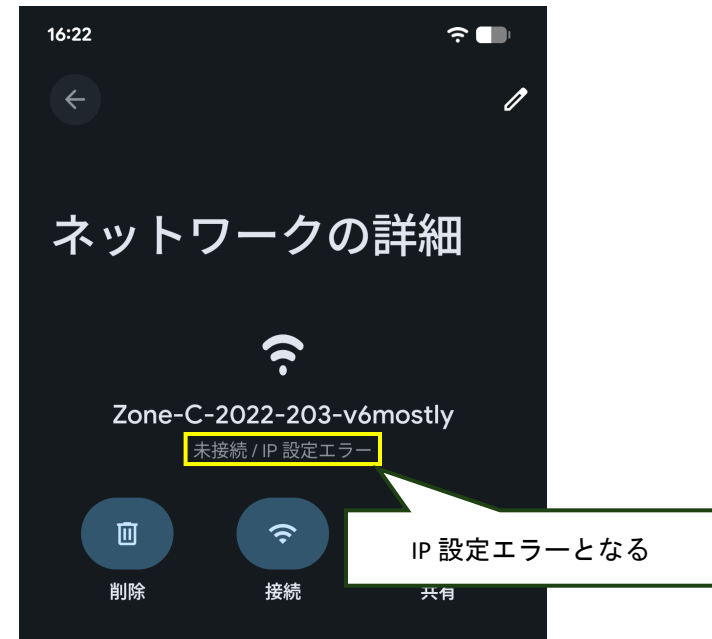 16:22
ネットワークの詳細
Zone-C-2022-203-v6mostly
未接続 / IP 設定エラー
IP 設定エラーとなる
削除
接続
共有